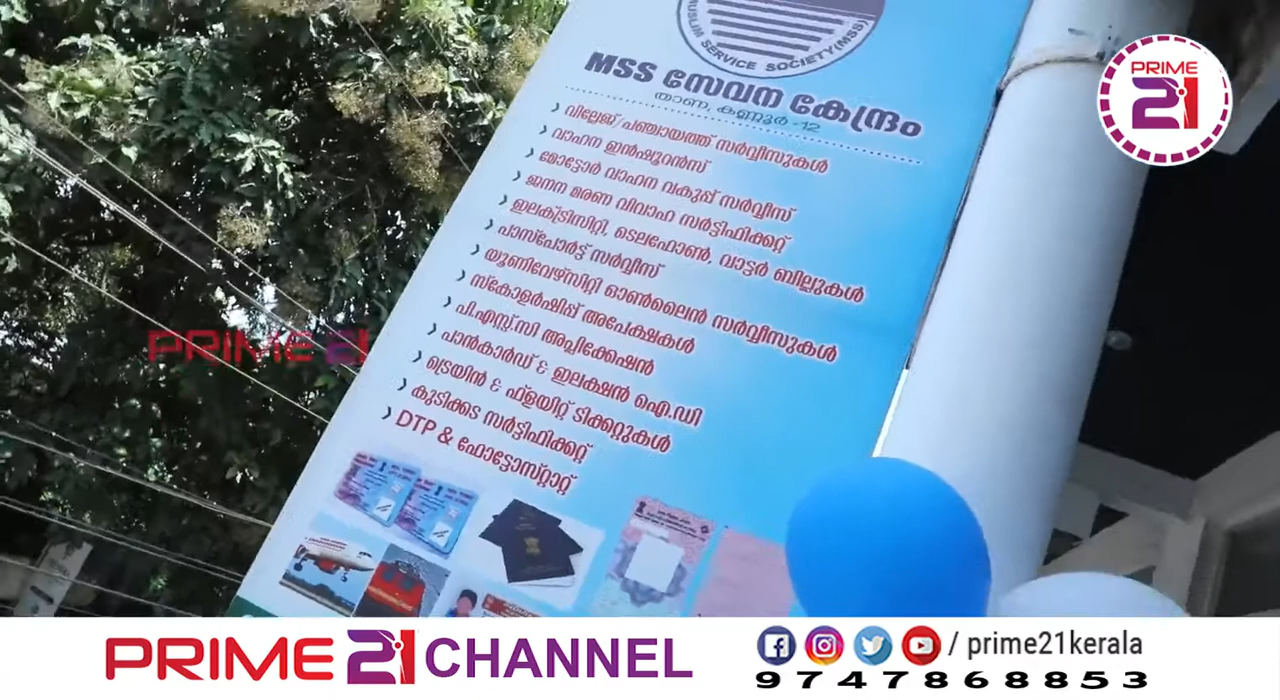 MUSLIM SERVICE SOCIETY (MSS)
MSS സേവന കേന്ദ്രം
താണ, കണ്ണൂർ -12
› വില്ലേജ്/പഞ്ചായത്ത് സർവ്വീസുകൾ
› വാഹന ഇൻഷൂറൻസ്
› മോട്ടോർ വാഹന വകുപ്പ് സർവ്വീസ്
› ജനന മരണ വിവാഹ സർട്ടിഫിക്കറ്റ്
› ഇലക്ട്രിസിറ്റി, ടെലഫോൺ, വാട്ടർ ബില്ലുകൾ
› പാസ്പോർട്ട് സർവ്വീസ്
› യൂണിവേഴ്സിറ്റി ഓൺലൈൻ സർവ്വീസുകൾ
› സ്കോളർഷിപ്പ് അപേക്ഷകൾ
› പി.എസ്സ്.സി അപ്ലിക്കേഷൻ
› പാൻകാർഡ് & ഇലക്ഷൻ ഐ.ഡി
› ട്രെയിൻ & ഫ്ളയിറ്റ് ടിക്കറ്റുകൾ
› കുടിക്കട സർട്ടിഫിക്കറ്റ്
› DTP & ഫോട്ടോസ്റ്റാറ്റ്
PRIME 21
PRIME 21
PRIME 21 CHANNEL
/ prime21kerala
9747868853